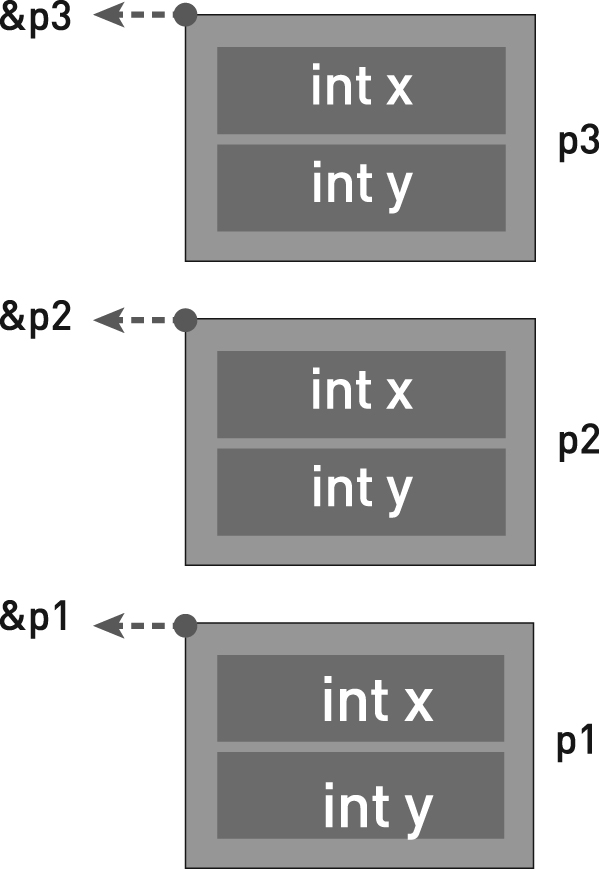 &p3
int x
int y
p3
&p2
int x
int y
p2
&p1
int x
int y
p1